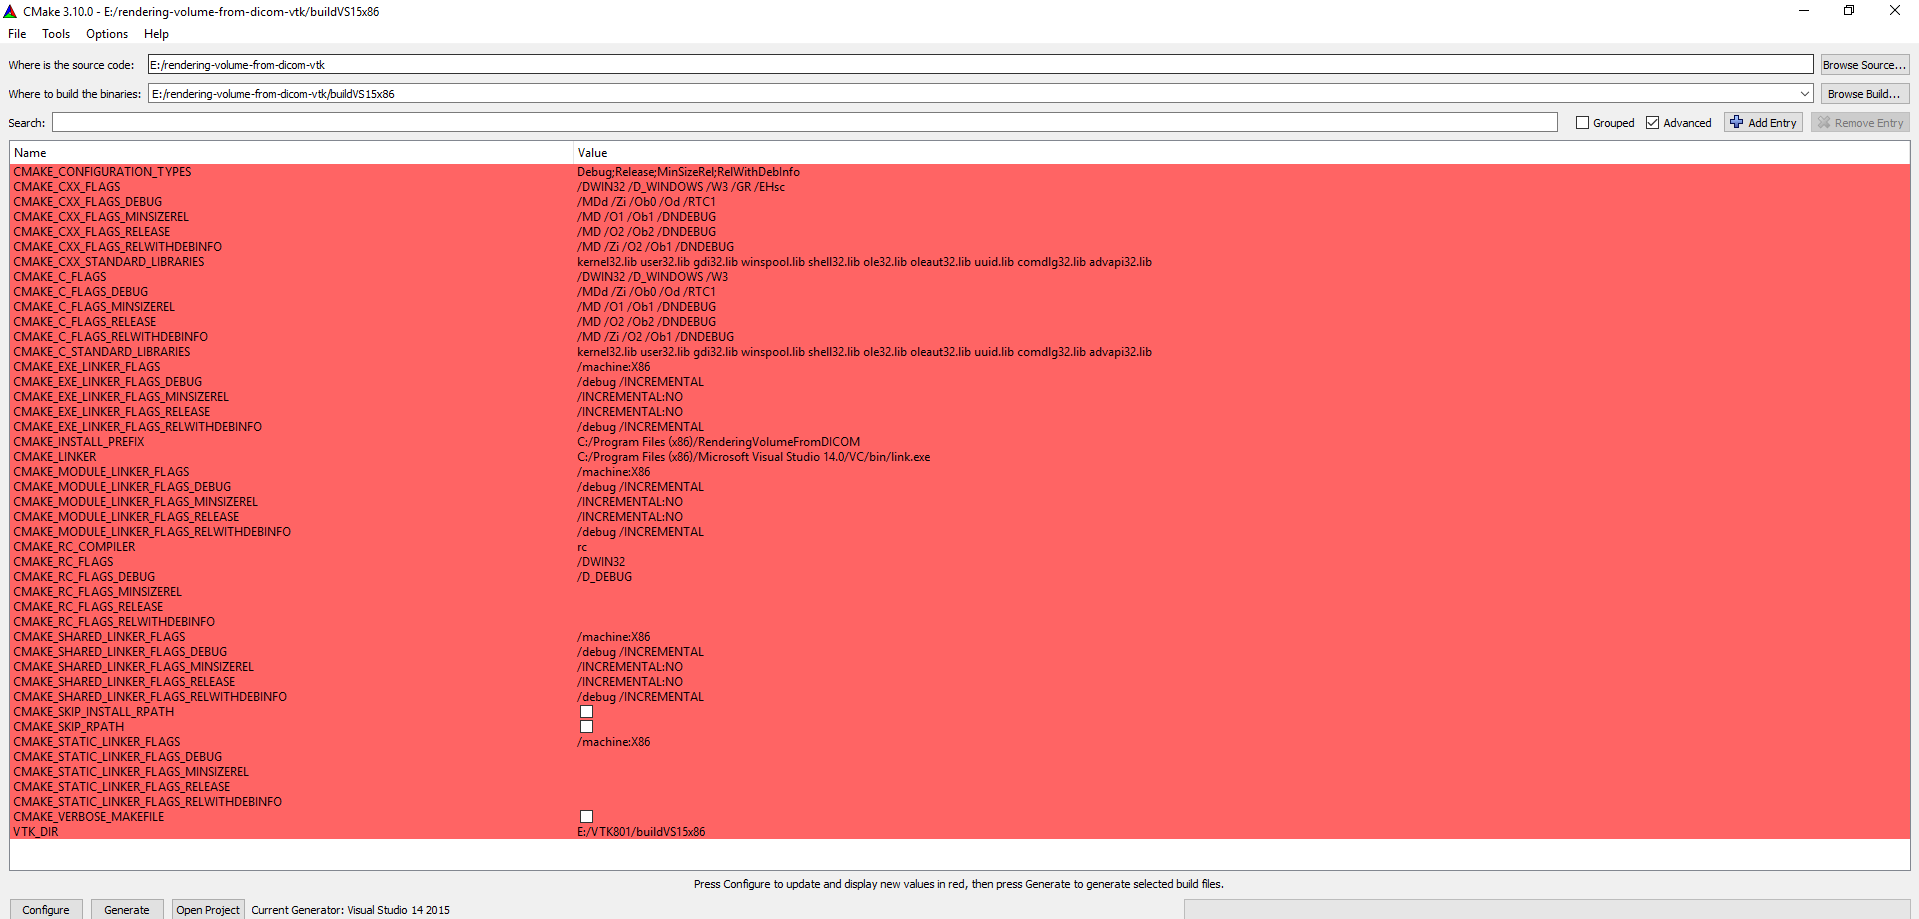 CMake 3.10.0 - E:/rendering-volume-from-dicom-vtk/buildVS15x86
File Tools Options Help
Where is the source code: E:/rendering-volume-from-dicom-vtk Browse Source...
Where to build the binaries: E:/rendering-volume-from-dicom-vtk/buildVS15x86 Browse Build...
Search: Grouped Advanced Add Entry Remove Entry
Name Value
CMAKE_CONFIGURATION_TYPES Debug;Release;MinSizeRel;RelWithDebInfo
CMAKE_CXX_FLAGS /DWIN32 /D_WINDOWS /W3 /GR /EHsc
CMAKE_CXX_FLAGS_DEBUG /MDd /Zi /Ob0 /Od /RTC1
CMAKE_CXX_FLAGS_MINSIZEREL /MD /O1 /Ob1 /DNDEBUG
CMAKE_CXX_FLAGS_RELEASE /MD /O2 /Ob2 /DNDEBUG
CMAKE_CXX_FLAGS_RELWITHDEBINFO /MD /Zi /O2 /Ob1 /DNDEBUG
CMAKE_CXX_STANDARD_LIBRARIES kernel32.lib user32.lib gdi32.lib winspool.lib shell32.lib ole32.lib oleaut32.lib uuid.lib comdlg32.lib advapi32.lib
CMAKE_C_FLAGS /DWIN32 /D_WINDOWS /W3
CMAKE_C_FLAGS_DEBUG /MDd /Zi /Ob0 /Od /RTC1
CMAKE_C_FLAGS_MINSIZEREL /MD /O1 /Ob1 /DNDEBUG
CMAKE_C_FLAGS_RELEASE /MD /O2 /Ob2 /DNDEBUG
CMAKE_C_FLAGS_RELWITHDEBINFO /MD /Zi /O2 /Ob1 /DNDEBUG
CMAKE_C_STANDARD_LIBRARIES kernel32.lib user32.lib gdi32.lib winspool.lib shell32.lib ole32.lib oleaut32.lib uuid.lib comdlg32.lib advapi32.lib
CMAKE_EXE_LINKER_FLAGS /machine:X86
CMAKE_EXE_LINKER_FLAGS_DEBUG /debug /INCREMENTAL
CMAKE_EXE_LINKER_FLAGS_MINSIZEREL /INCREMENTAL:NO
CMAKE_EXE_LINKER_FLAGS_RELEASE /INCREMENTAL:NO
CMAKE_EXE_LINKER_FLAGS_RELWITHDEBINFO /debug /INCREMENTAL
CMAKE_INSTALL_PREFIX C:/Program Files (x86)/RenderingVolumeFromDICOM
CMAKE_LINKER C:/Program Files (x86)/Microsoft Visual Studio 14.0/VC/bin/link.exe
CMAKE_MODULE_LINKER_FLAGS /machine:X86
CMAKE_MODULE_LINKER_FLAGS_DEBUG /debug /INCREMENTAL
CMAKE_MODULE_LINKER_FLAGS_MINSIZEREL /INCREMENTAL:NO
CMAKE_MODULE_LINKER_FLAGS_RELEASE /INCREMENTAL:NO
CMAKE_MODULE_LINKER_FLAGS_RELWITHDEBINFO /debug /INCREMENTAL
CMAKE_RC_COMPILER rc
CMAKE_RC_FLAGS /DWIN32
CMAKE_RC_FLAGS_DEBUG /D_DEBUG
CMAKE_RC_FLAGS_MINSIZEREL
CMAKE_RC_FLAGS_RELEASE
CMAKE_RC_FLAGS_RELWITHDEBINFO
CMAKE_SHARED_LINKER_FLAGS /machine:X86
CMAKE_SHARED_LINKER_FLAGS_DEBUG /debug /INCREMENTAL
CMAKE_SHARED_LINKER_FLAGS_MINSIZEREL /INCREMENTAL:NO
CMAKE_SHARED_LINKER_FLAGS_RELEASE /INCREMENTAL:NO
CMAKE_SHARED_LINKER_FLAGS_RELWITHDEBINFO /debug /INCREMENTAL
CMAKE_SKIP_INSTALL_RPATH
CMAKE_SKIP_RPATH
CMAKE_STATIC_LINKER_FLAGS /machine:X86
CMAKE_STATIC_LINKER_FLAGS_DEBUG
CMAKE_STATIC_LINKER_FLAGS_MINSIZEREL
CMAKE_STATIC_LINKER_FLAGS_RELEASE
CMAKE_STATIC_LINKER_FLAGS_RELWITHDEBINFO
CMAKE_VERBOSE_MAKEFILE
VTK_DIR E:/VTK801/buildVS15x86
Press Configure to update and display new values in red, then press Generate to generate selected build files.
Configure Generate Open Project Current Generator: Visual Studio 14 2015